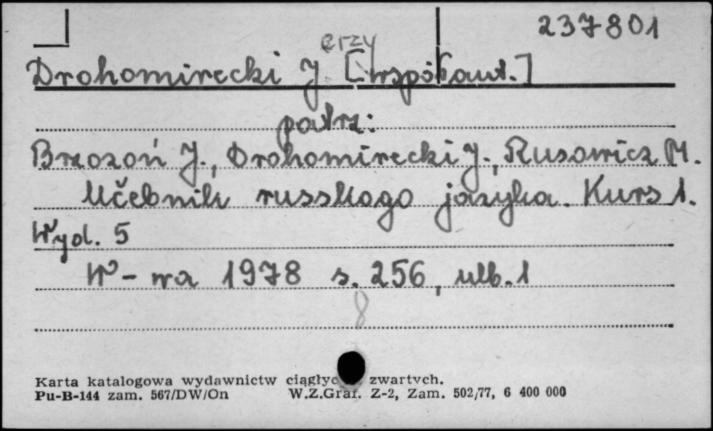 237801
erzy
Drohomirecki J. [współaut.]
patrz:
Brzozoń J., Drohomirecki J., Rusowicz M.
Učebnik russkogo jazyka. Kurs 1.
Wyd. 5
W-wa 1978 s. 256, ulb. 1
8
Karta katalogowa wydawnictw ciągłyc zwartych.
Pu-B-144 zam. 567/DW/On W.Z.Graf. Z-2, Zam. 502/77, 6 400 000